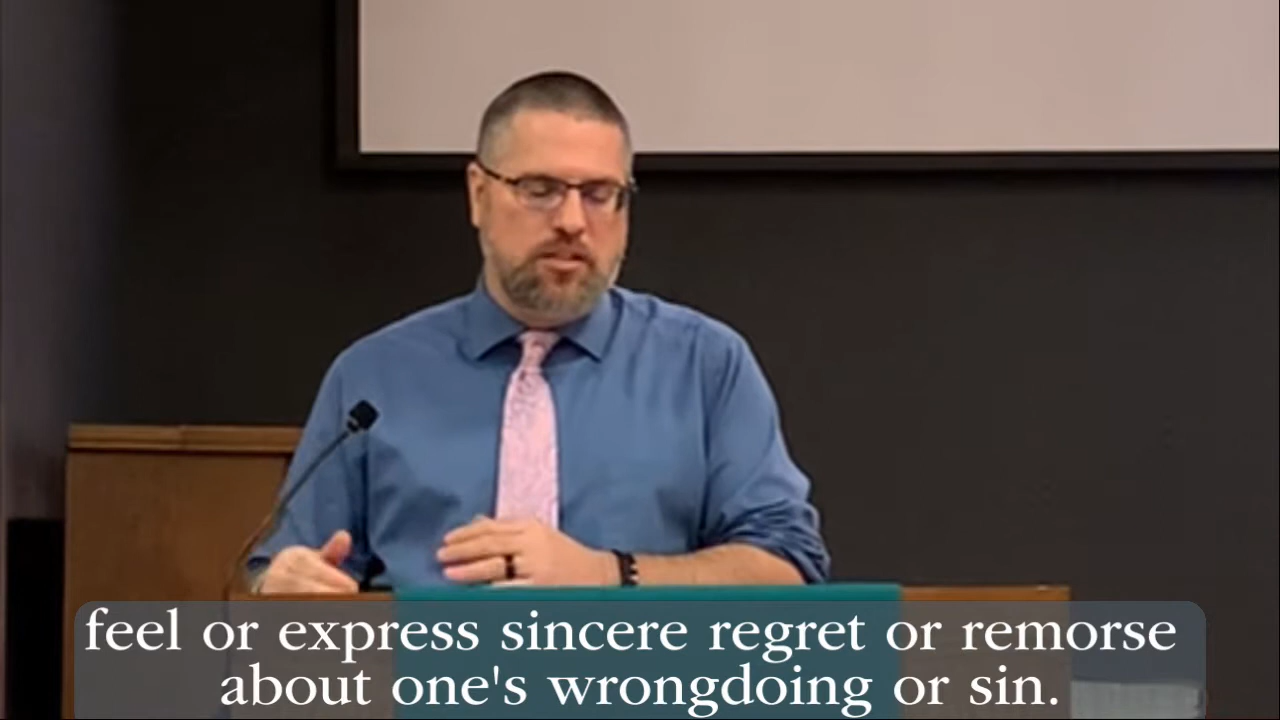 feel or express sincere regret or remorse
about one's wrongdoing or sin.